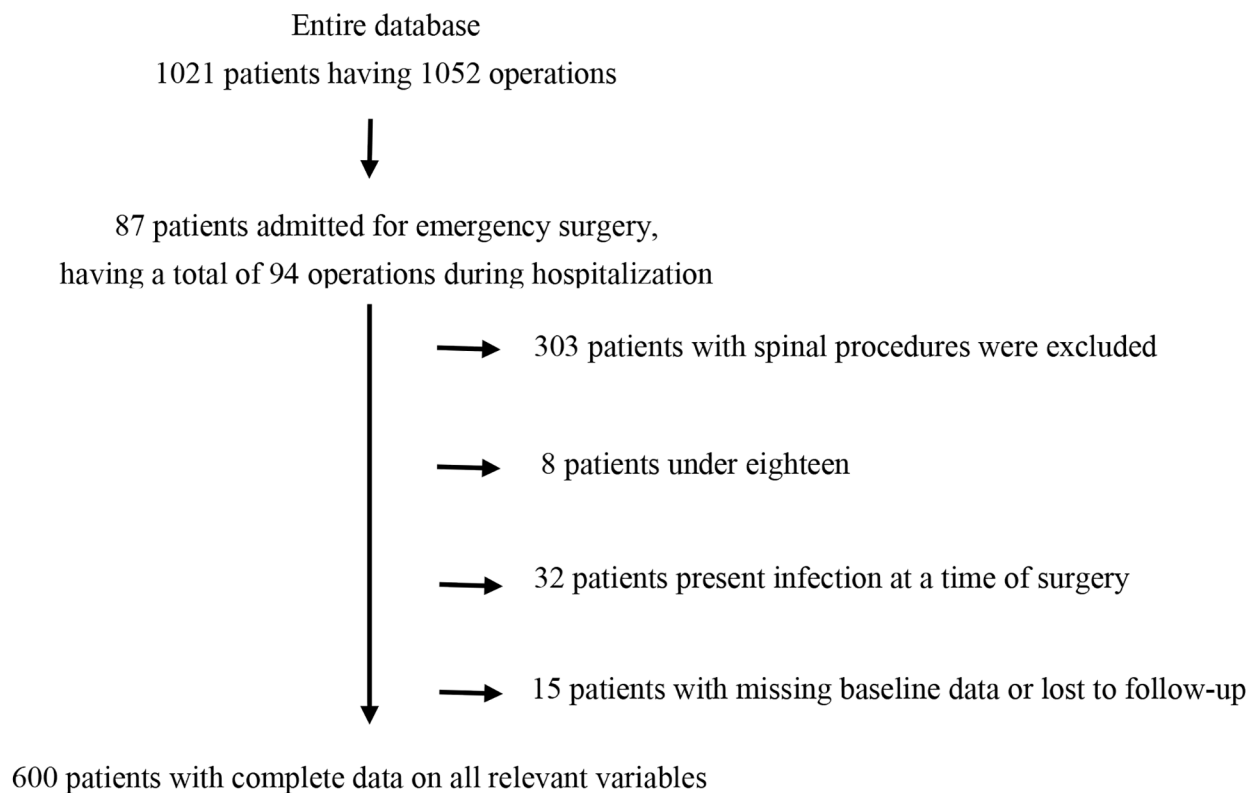 Entire database
1021 patients having 1052 operations
87 patients admitted for emergency surgery,
having a total of 94 operations during hospitalization
303 patients with spinal procedures were excluded
8 patients under eighteen
32 patients present infection at a time of surgery
15 patients with missing baseline data or lost to follow-up
600 patients with complete data on all relevant variables